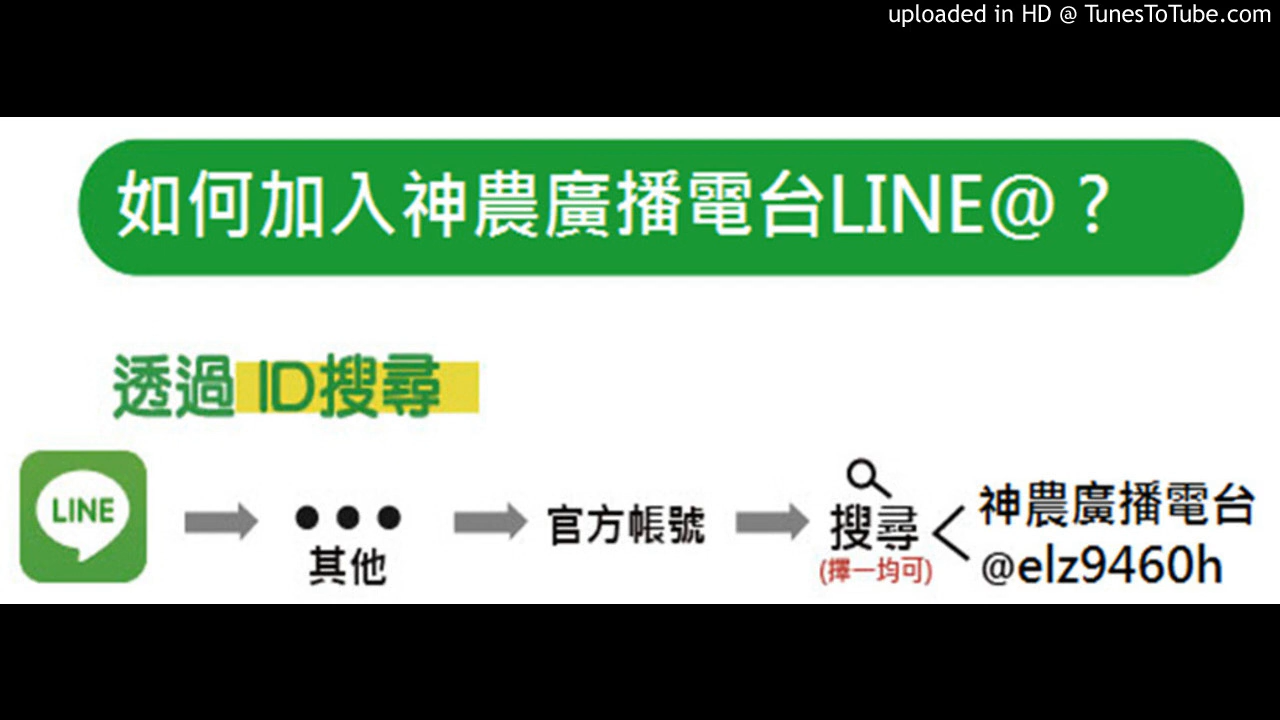 uploaded in HD @ TunesToTube.com
如何加入神農廣播電台LINE@？
透過 ID搜尋
LINE
其他
官方帳號
搜尋
(擇一均可)
神農廣播電台
@elz9460h